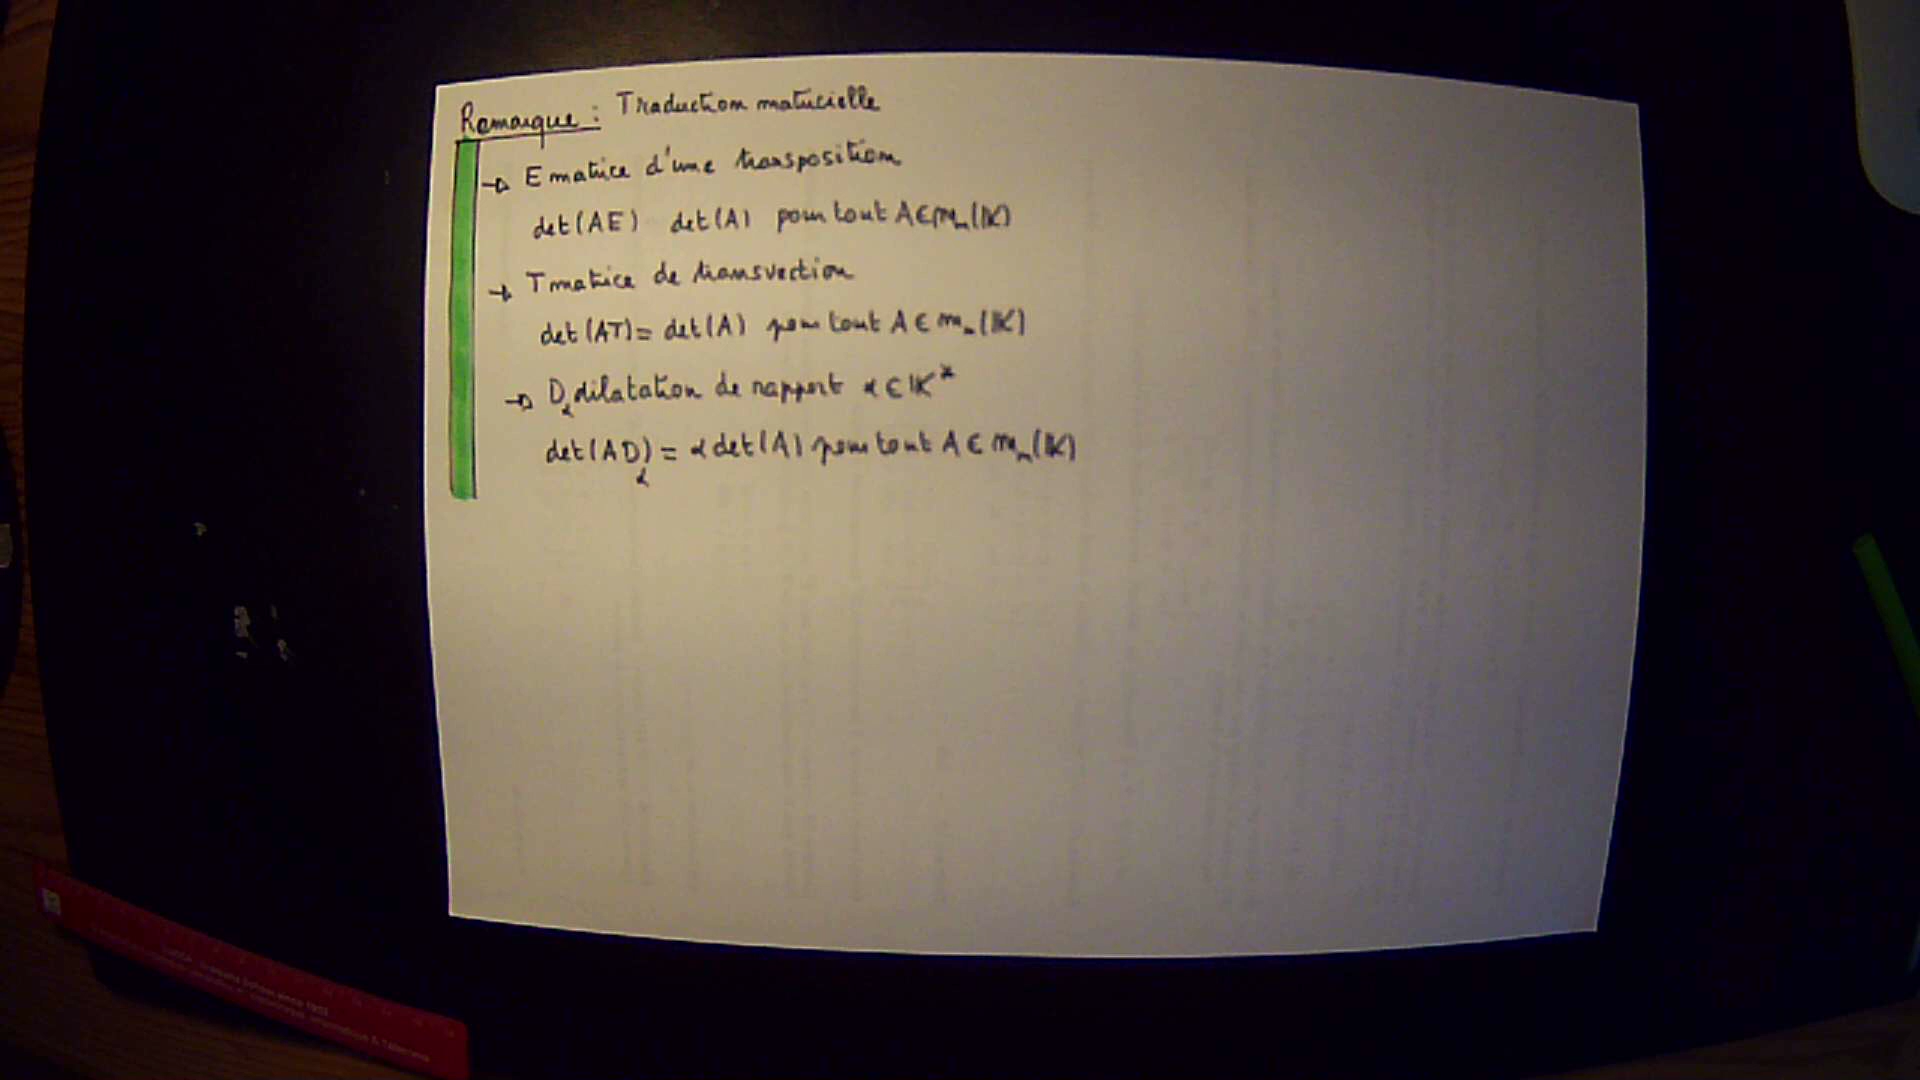 Remarque : Traduction matricielle
→ E matrice d'une transposition
det(AE) det(A) pour tout A ∈ Mn(K)
→ T matrice de transvection
det(AT) = det(A) pour tout A ∈ Mn(K)
→ Dα dilatation de rapport α ∈ K*
det(ADα) = α det(A) pour tout A ∈ Mn(K)